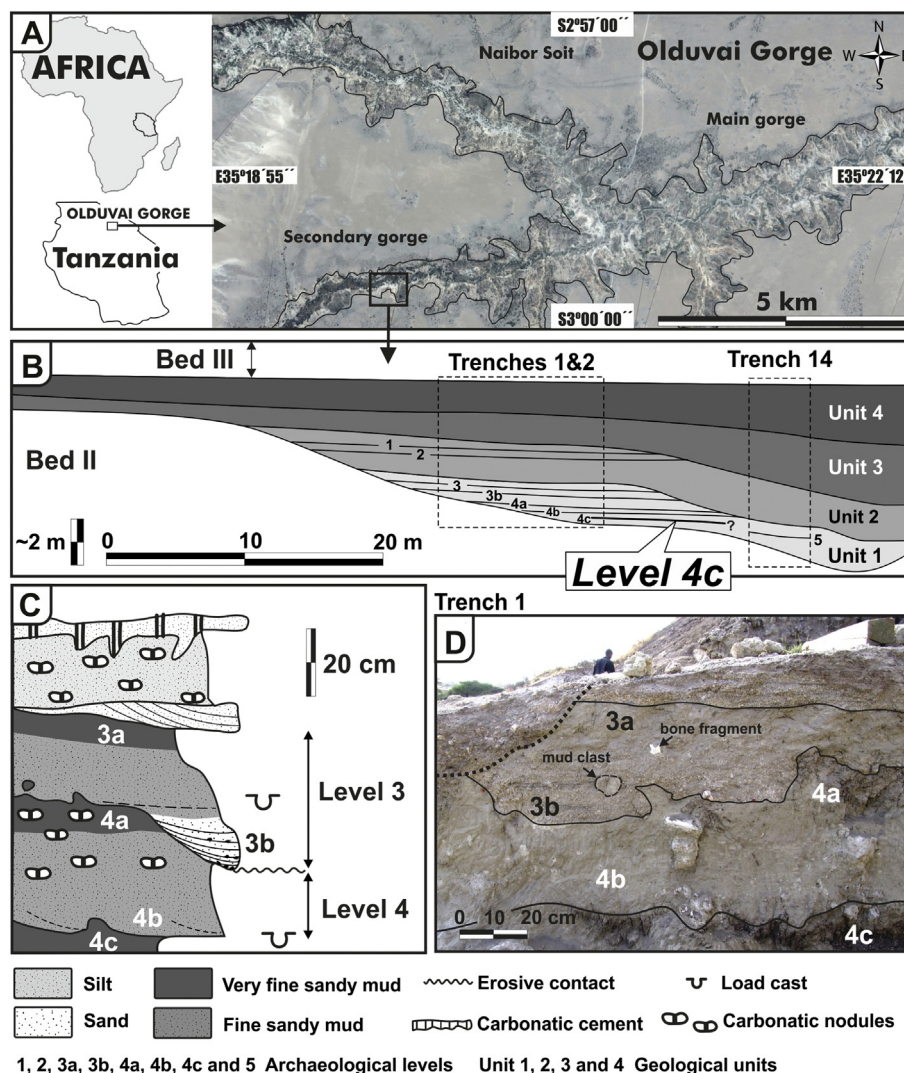 A
AFRICA
OLDUVAI GORGE
Tanzania
S2º57´00´´
Naibor Soit
Olduvai Gorge
N
W
E
S
Main gorge
E35º18´55´´
E35º22´12
Secondary gorge
S3º00´00´´
5 km
B
Bed III
Trenches 1&2
Trench 14
Unit 4
Bed II
1
2
Unit 3
3
3b
4a
4b
4c
?
Unit 2
5
Unit 1
~2 m
0 10 20 m
Level 4c
C
20 cm
3a
Level 3
4a
3b
4b
Level 4
4c
Trench 1
D
3a
bone fragment
mud clast
3b
4a
4b
0 10 20 cm
4c
Silt
Very fine sandy mud
Erosive contact
Load cast
Sand
Fine sandy mud
Carbonatic cement
Carbonatic nodules
1, 2, 3a, 3b, 4a, 4b, 4c and 5 Archaeological levels Unit 1, 2, 3 and 4 Geological units